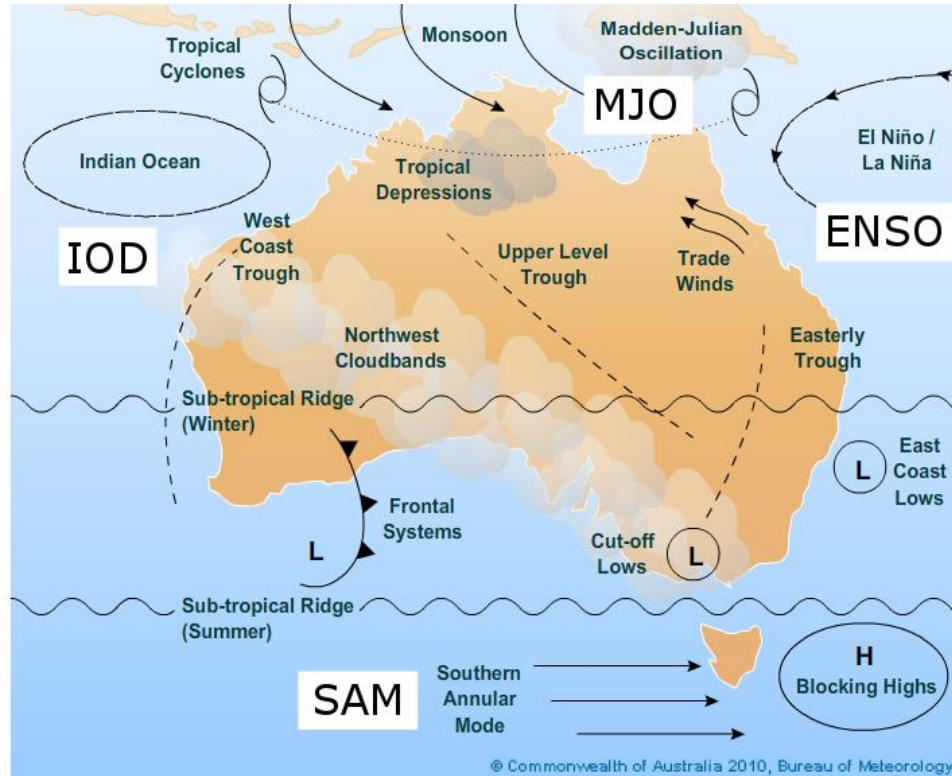 Monsoon
Madden-Julian
Oscillation
Tropical
Cyclones
MJO
El Niño /
La Niña
Indian Ocean
Tropical
Depressions
ENSO
IOD
West
Coast
Trough
Upper Level
Trough
Trade
Winds
Northwest
Cloudbands
Easterly
Trough
Sub-tropical Ridge
(Winter)
East
Coast
Lows
L
Frontal
Systems
L
Cut-off
Lows
L
Sub-tropical Ridge
(Summer)
H
Blocking Highs
SAM
Southern
Annular
Mode
© Commonwealth of Australia 2010, Bureau of Meteorology